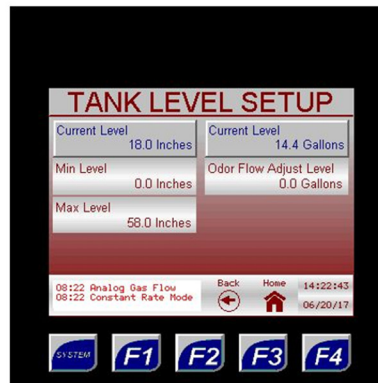 TANK LEVEL SETUP
Current Level
18.0 Inches
Current Level
14.4 Gallons
Min Level
0.0 Inches
Odor Flow Adjust Level
0.0 Gallons
Max Level
58.0 Inches
08:22 Analog Gas Flow
08:22 Constant Rate Mode
Back
Home
14:22:43
06/20/17
SYSTEM
F1
F2
F3
F4